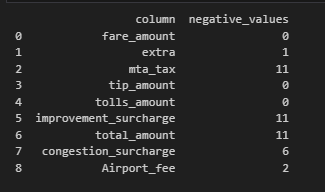 column negative_values
0 fare_amount 0
1 extra 1
2 mta_tax 11
3 tip_amount 0
4 tolls_amount 0
5 improvement_surcharge 11
6 total_amount 11
7 congestion_surcharge 6
8 Airport_fee 2